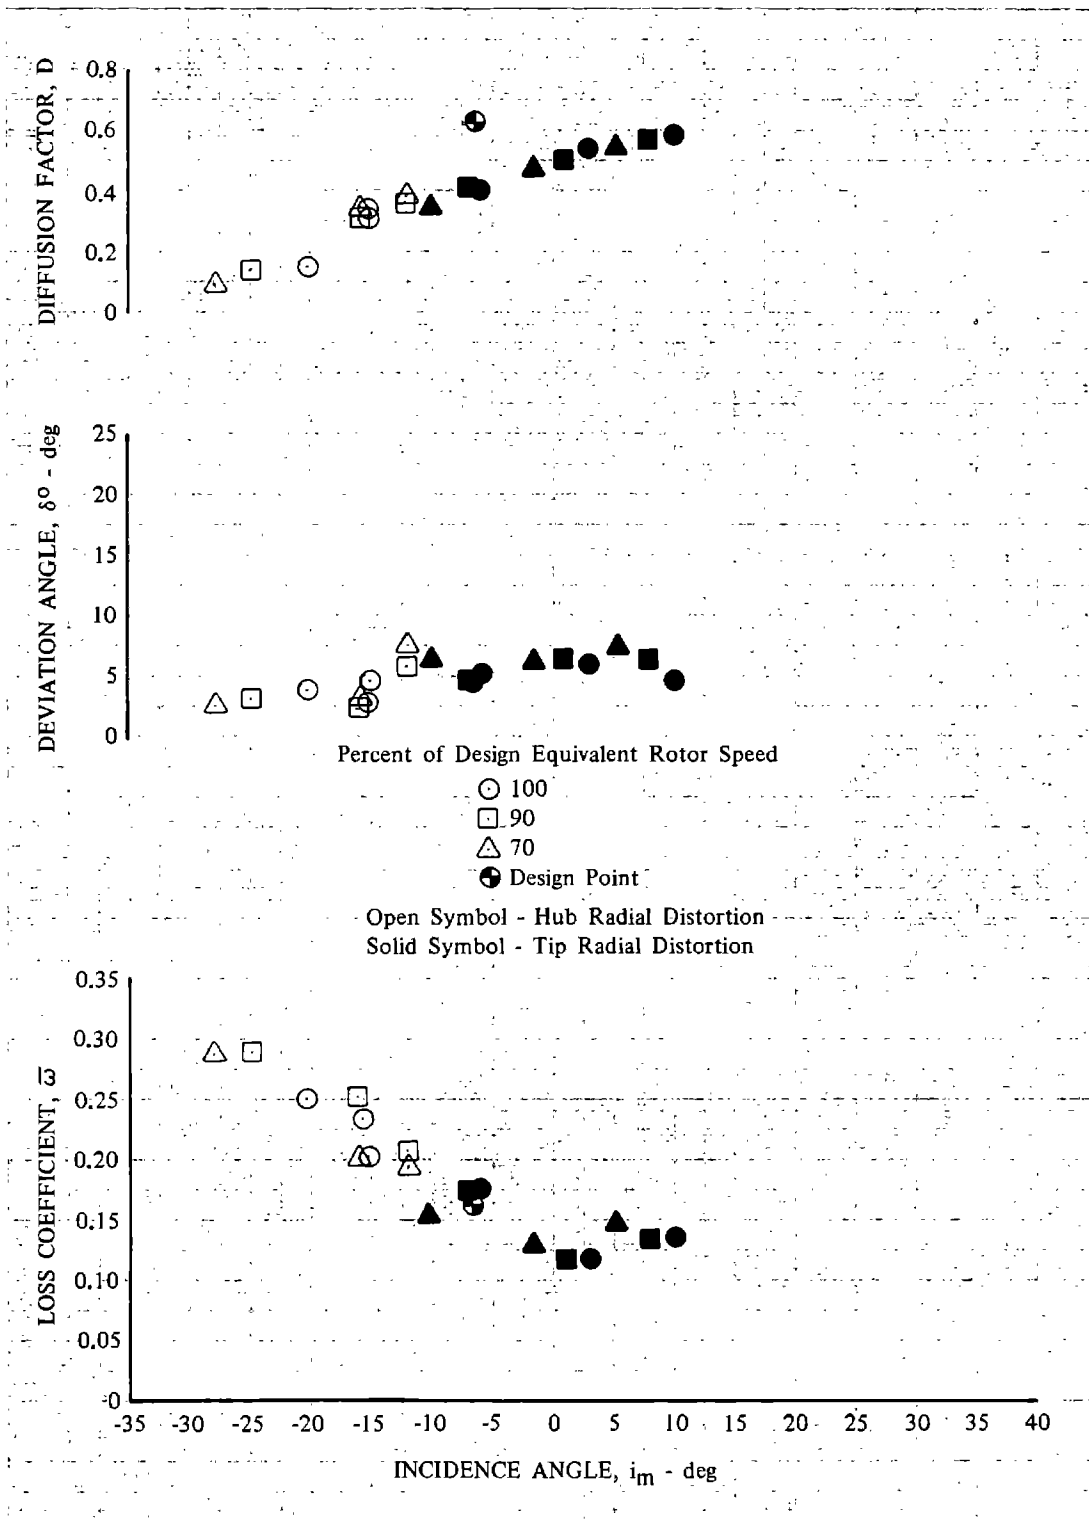 DIFFUSION FACTOR, D
0.8
0.6
0.4
0.2
0
DEVIATION ANGLE, δ° - deg
25
20
15
10
5
0
Percent of Design Equivalent Rotor Speed
100
90
70
Design Point
Open Symbol - Hub Radial Distortion
Solid Symbol - Tip Radial Distortion
LOSS COEFFICIENT, ω̅
0.35
0.30
0.25
0.20
0.15
0.10
0.05
0
-35 -30 -25 -20 -15 -10 -5 0 5 10 15 20 25 30 35 40
INCIDENCE ANGLE, iₘ - deg